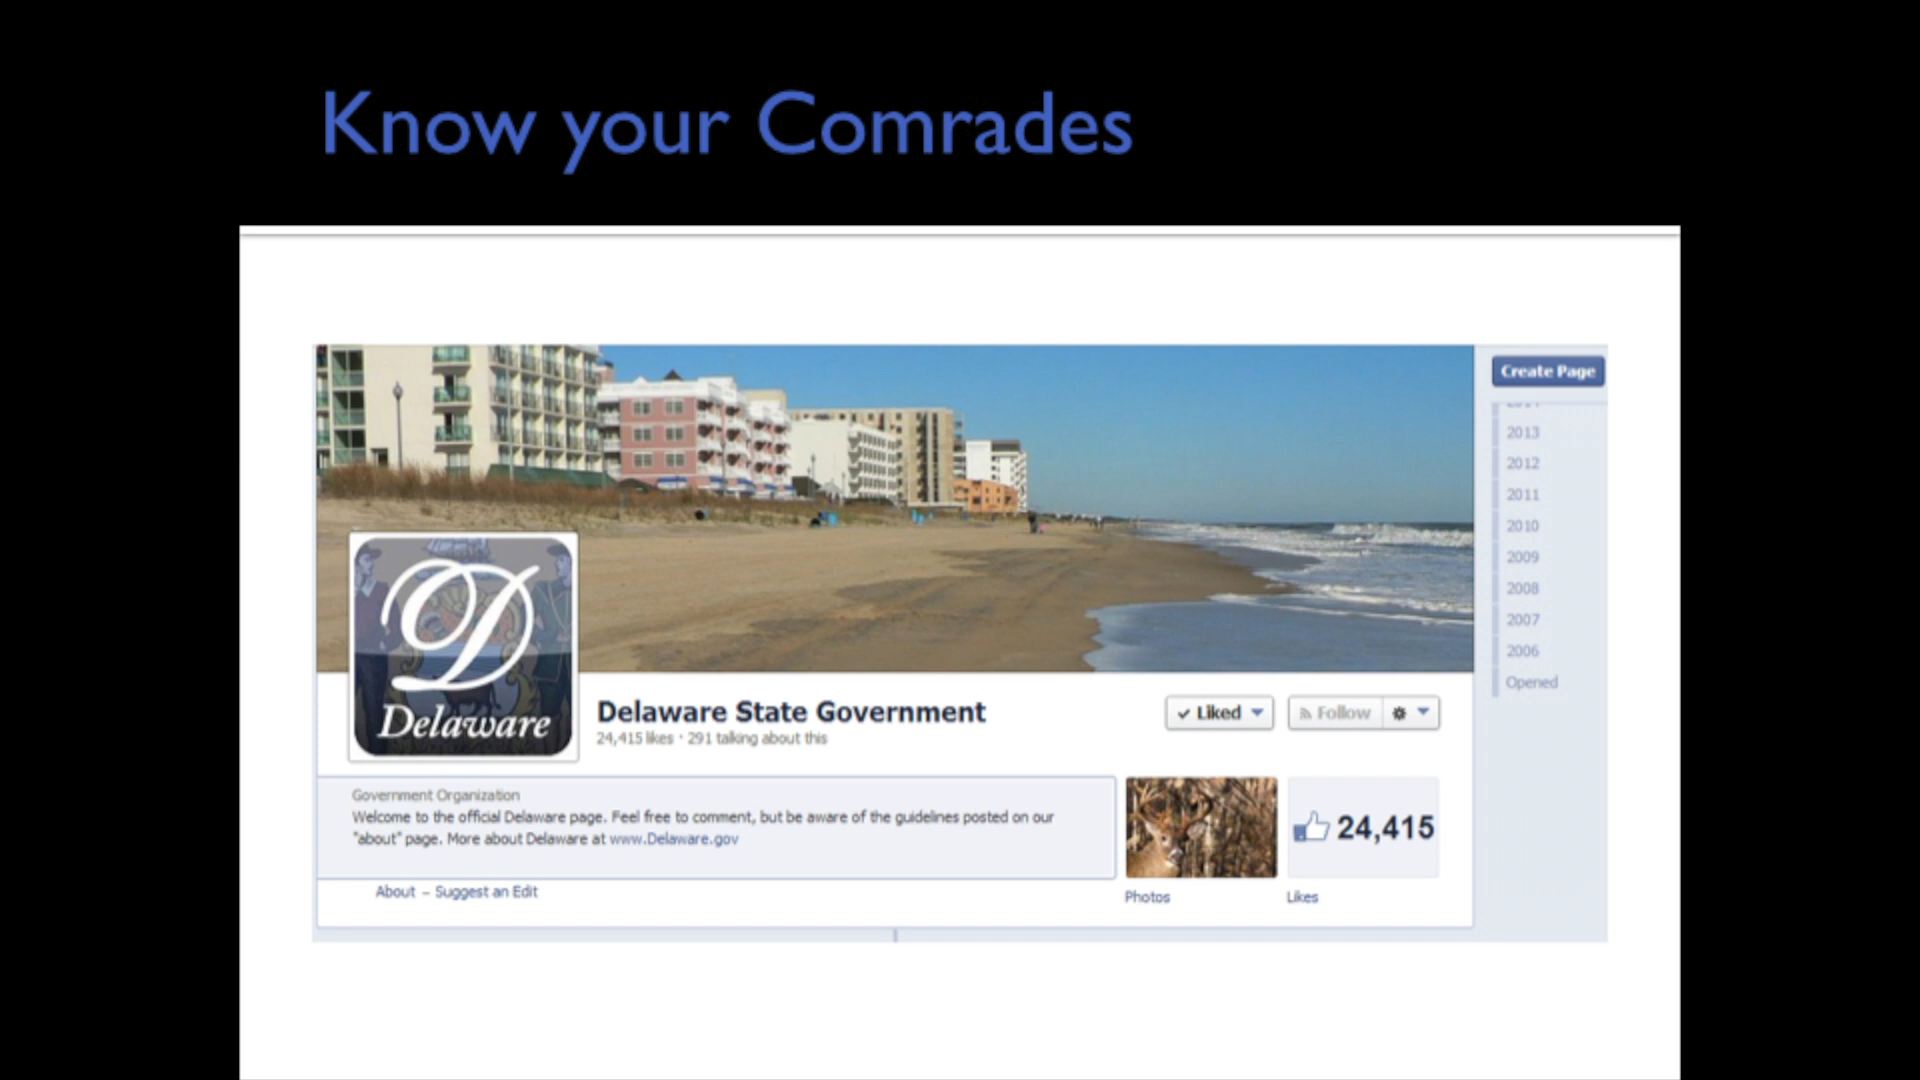 Know your Comrades
Create Page
2013
2012
2011
2010
2009
2008
2007
2006
Opened
D
Delaware
Delaware State Government
24,415 likes · 291 talking about this
Liked
Follow
Government Organization
Welcome to the official Delaware page. Feel free to comment, but be aware of the guidelines posted on our
"about" page. More about Delaware at www.Delaware.gov
About – Suggest an Edit
24,415
Photos
Likes